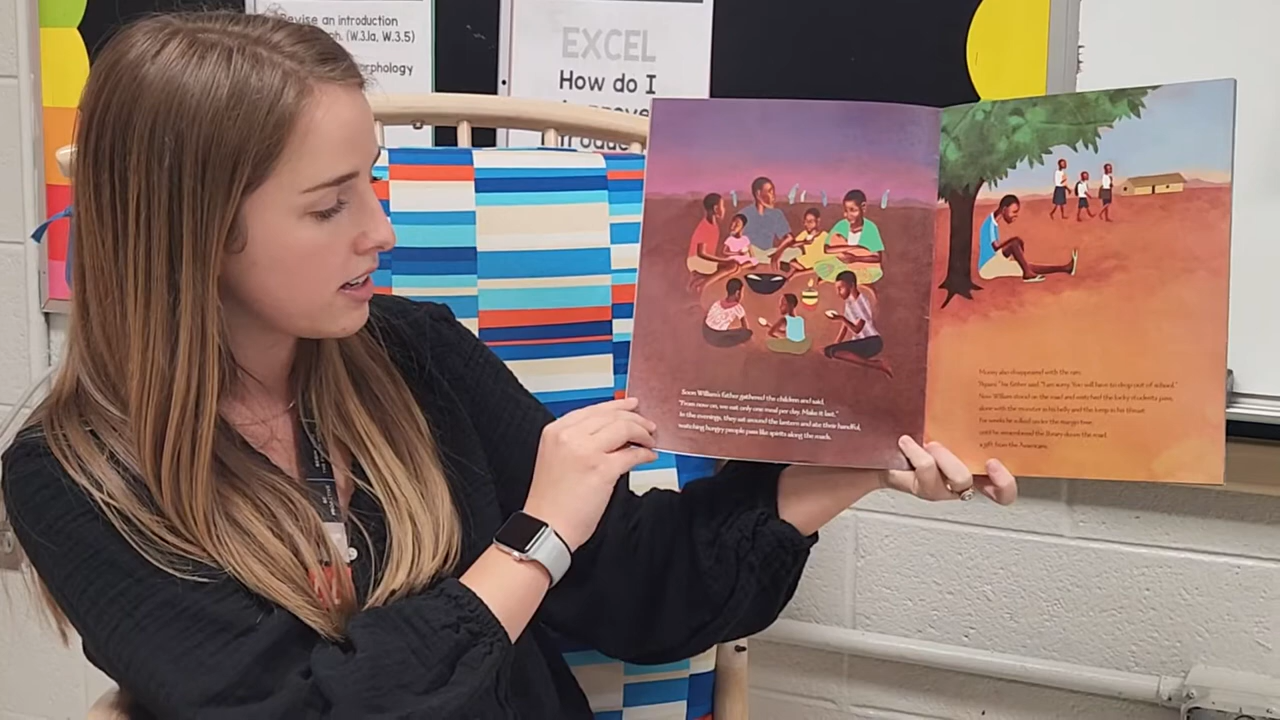 Revise an introduction
ph. (W.3.1a, W.3.5)
morphology
EXCEL
How do I
improve
Soon William's father gathered the children and said,
"From now on, we eat only one meal per day. Make it last."
In the evenings, they sat around the lantern and ate their handful,
watching hungry people pass like spirits along the roads.
Money also disappeared with the rain.
"Pepani," his father said. "I am sorry. You will have to drop out of school."
Now William stood on the road and watched the lucky students pass,
alone with the monster in his belly and the lump in his throat.
For weeks he sulked under the mango tree,
until he remembered the library down the road,
a gift from the Americans.